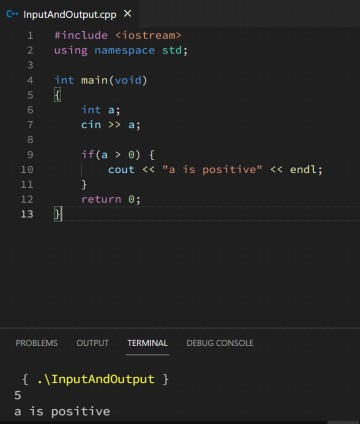 InputAndOutput.cpp ×
1 #include <iostream>
2 using namespace std;
3
4 int main(void)
5 {
6     int a;
7     cin >> a;
8
9     if(a > 0) {
10         cout << "a is positive" << endl;
11     }
12     return 0;
13 }
PROBLEMS OUTPUT TERMINAL DEBUG CONSOLE
{ .\InputAndOutput }
5
a is positive